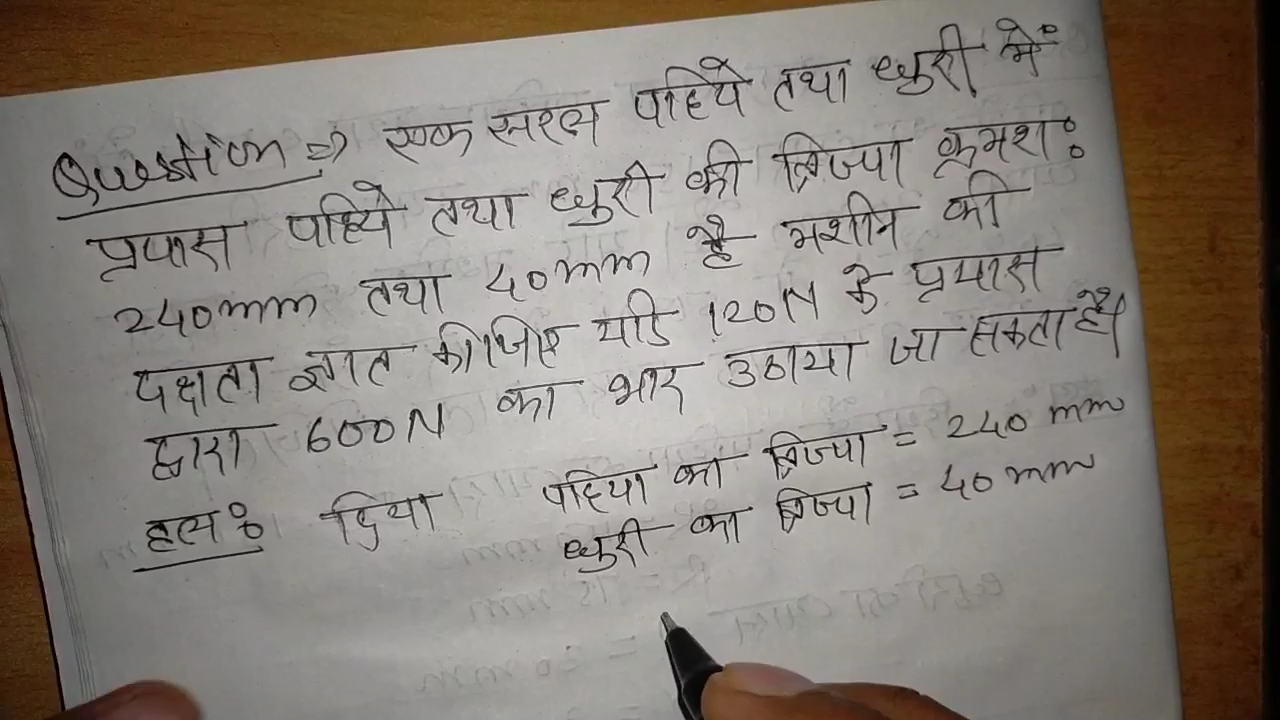 Question ⇒ एक सरल पहिये तथा धुरी में
प्रयास पहिये तथा धुरी की त्रिज्या क्रमशः
240mm तथा 40mm है मशीन की
दक्षता ज्ञात कीजिए यदि 120N के प्रयास
द्वारा 600N का भार उठाया जा सकता है।
हलः दिया पहिया का त्रिज्या = 240 mm
धुरी का त्रिज्या = 40 mm